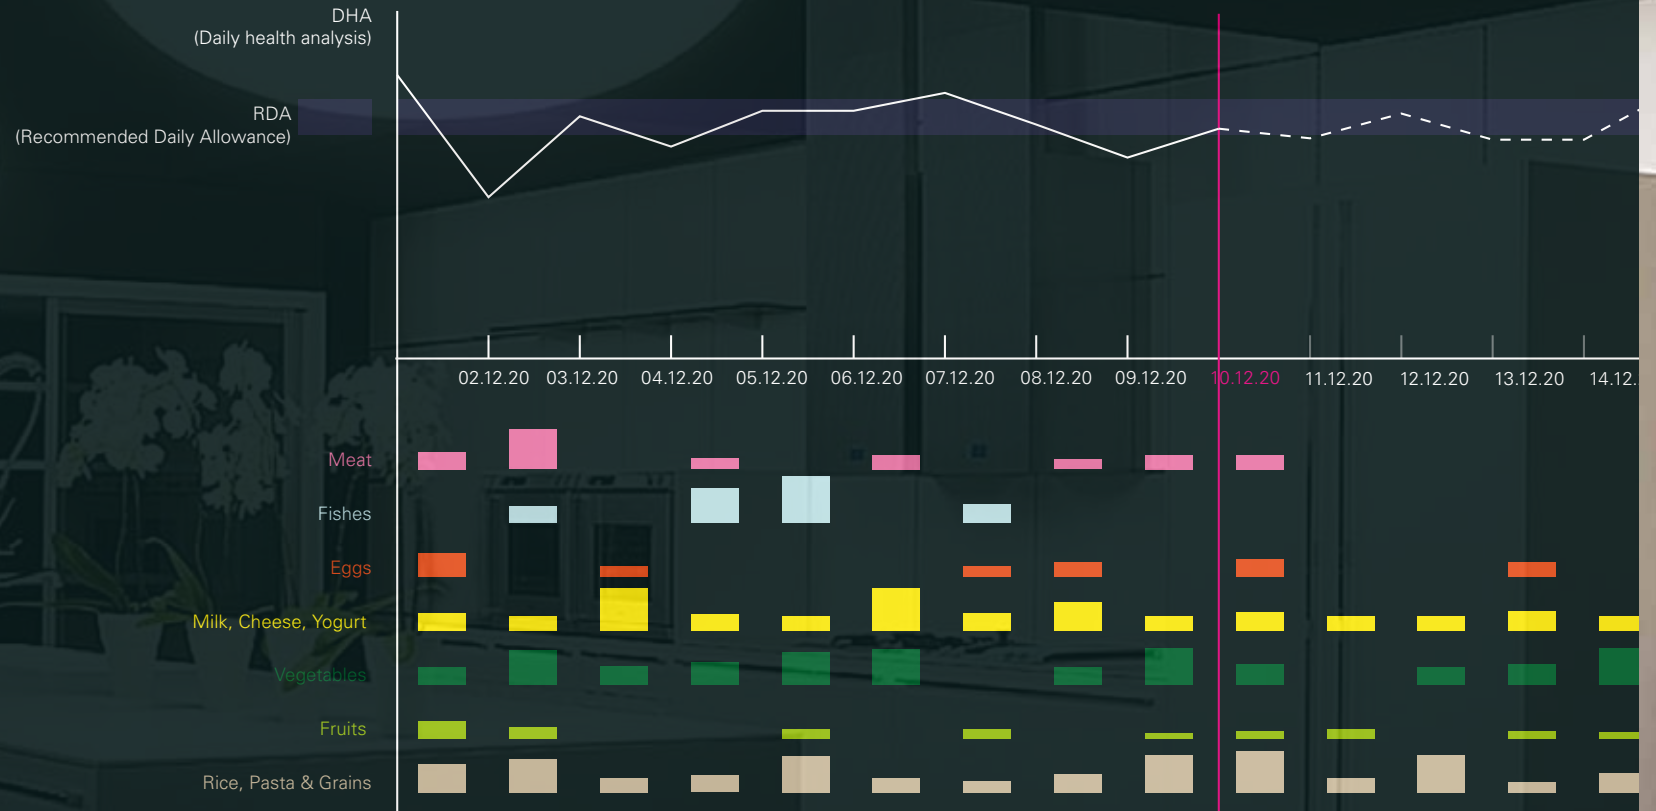 DHA
(Daily health analysis)
RDA
(Recommended Daily Allowance)
02.12.20 03.12.20 04.12.20 05.12.20 06.12.20 07.12.20 08.12.20 09.12.20 10.12.20 11.12.20 12.12.20 13.12.20 14.12.
Meat
Fishes
Eggs
Milk, Cheese, Yogurt
Vegetables
Fruits
Rice, Pasta & Grains